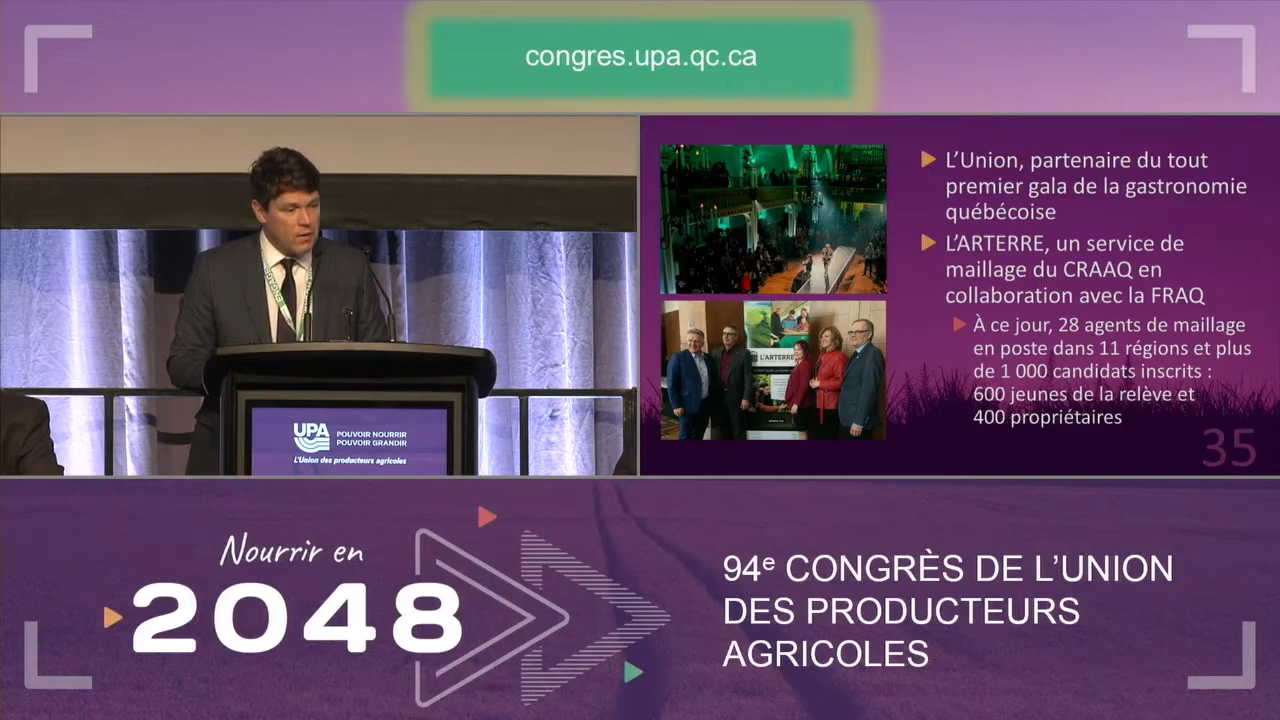 congres.upa.qc.ca
L'Union, partenaire du tout
premier gala de la gastronomie
québécoise
L'ARTERRE, un service de
maillage du CRAAQ en
collaboration avec la FRAQ
À ce jour, 28 agents de maillage
en poste dans 11 régions et plus
de 1 000 candidats inscrits :
600 jeunes de la relève et
400 propriétaires
35
L'ARTERRE
UPA
POUVOIR NOURRIR
POUVOIR GRANDIR
L'Union des producteurs agricoles
Nourrir en
2048
94e CONGRÈS DE L'UNION
DES PRODUCTEURS
AGRICOLES